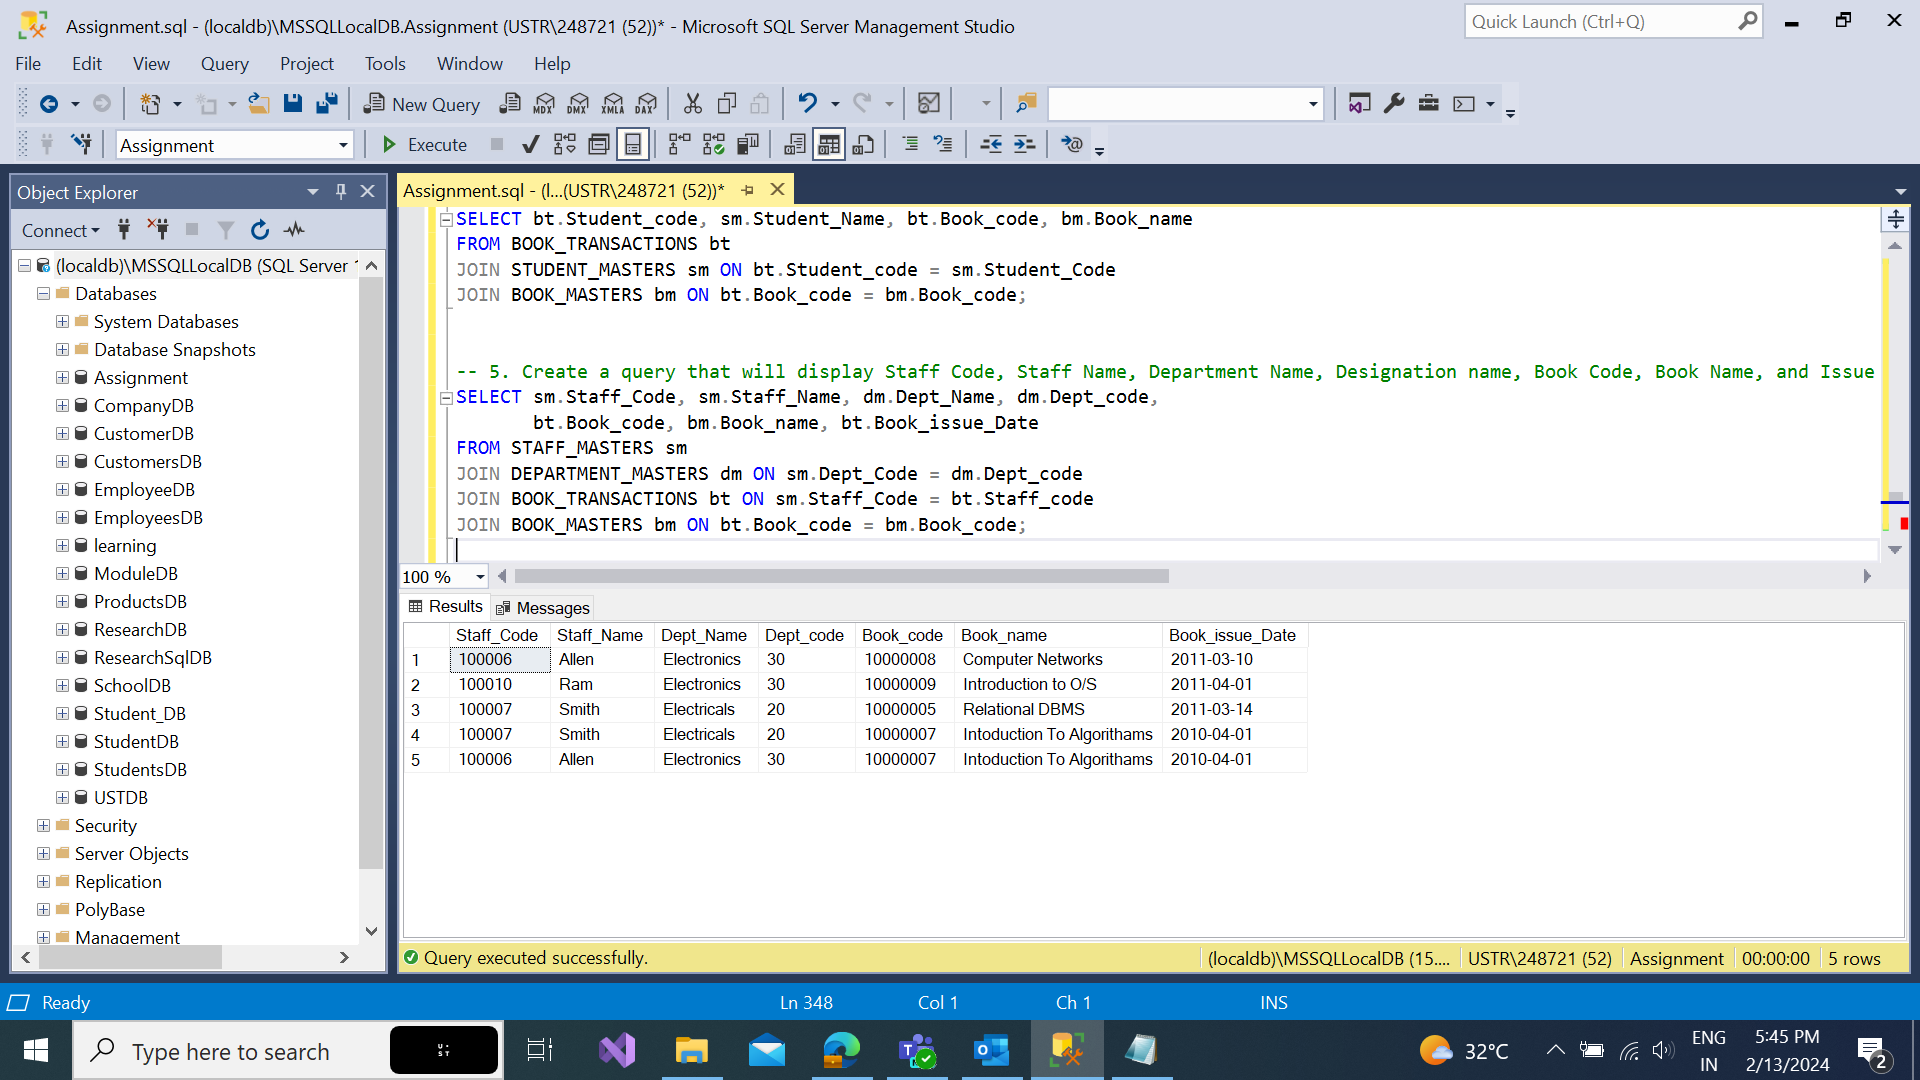 Assignment.sql - (localdb)\MSSQLLocalDB.Assignment (USTR\248721 (52))* - Microsoft SQL Server Management Studio
Quick Launch (Ctrl+Q)
File Edit View Query Project Tools Window Help
New Query MDX DMX XMLA DAX
Assignment Execute
Object Explorer
Connect
(localdb)\MSSQLLocalDB (SQL Server 1
Databases
System Databases
Database Snapshots
Assignment
CompanyDB
CustomerDB
CustomersDB
EmployeeDB
EmployeesDB
learning
ModuleDB
ProductsDB
ResearchDB
ResearchSqlDB
SchoolDB
Student_DB
StudentDB
StudentsDB
USTDB
Security
Server Objects
Replication
PolyBase
Management
Assignment.sql - (l...(USTR\248721 (52))*
SELECT bt.Student_code, sm.Student_Name, bt.Book_code, bm.Book_name
FROM BOOK_TRANSACTIONS bt
JOIN STUDENT_MASTERS sm ON bt.Student_code = sm.Student_Code
JOIN BOOK_MASTERS bm ON bt.Book_code = bm.Book_code;
-- 5. Create a query that will display Staff Code, Staff Name, Department Name, Designation name, Book Code, Book Name, and Issue
SELECT sm.Staff_Code, sm.Staff_Name, dm.Dept_Name, dm.Dept_code,
bt.Book_code, bm.Book_name, bt.Book_issue_Date
FROM STAFF_MASTERS sm
JOIN DEPARTMENT_MASTERS dm ON sm.Dept_Code = dm.Dept_code
JOIN BOOK_TRANSACTIONS bt ON sm.Staff_Code = bt.Staff_code
JOIN BOOK_MASTERS bm ON bt.Book_code = bm.Book_code;
100 %
Results Messages
Staff_Code Staff_Name Dept_Name Dept_code Book_code Book_name Book_issue_Date
1 100006 Allen Electronics 30 10000008 Computer Networks 2011-03-10
2 100010 Ram Electronics 30 10000009 Introduction to O/S 2011-04-01
3 100007 Smith Electricals 20 10000005 Relational DBMS 2011-03-14
4 100007 Smith Electricals 20 10000007 Intoduction To Algorithams 2010-04-01
5 100006 Allen Electronics 30 10000007 Intoduction To Algorithams 2010-04-01
Query executed successfully. (localdb)\MSSQLLocalDB (15.... USTR\248721 (52) Assignment 00:00:00 5 rows
Ready Ln 348 Col 1 Ch 1 INS
Type here to search
32°C
ENG
IN
5:45 PM
2/13/2024
2